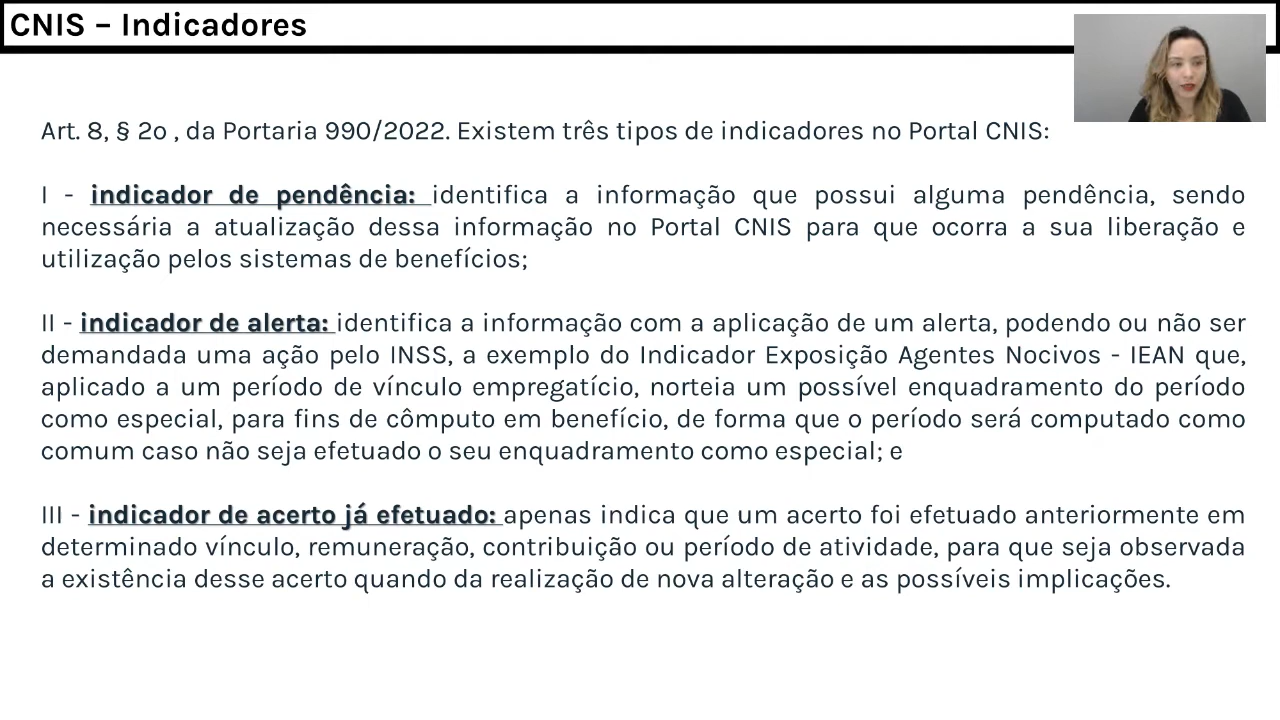 CNIS – Indicadores
Art. 8, § 2o , da Portaria 990/2022. Existem três tipos de indicadores no Portal CNIS:
I - indicador de pendência: identifica a informação que possui alguma pendência, sendo
necessária a atualização dessa informação no Portal CNIS para que ocorra a sua liberação e
utilização pelos sistemas de benefícios;
II - indicador de alerta: identifica a informação com a aplicação de um alerta, podendo ou não ser
demandada uma ação pelo INSS, a exemplo do Indicador Exposição Agentes Nocivos - IEAN que,
aplicado a um período de vínculo empregatício, norteia um possível enquadramento do período
como especial, para fins de cômputo em benefício, de forma que o período será computado como
comum caso não seja efetuado o seu enquadramento como especial; e
III - indicador de acerto já efetuado: apenas indica que um acerto foi efetuado anteriormente em
determinado vínculo, remuneração, contribuição ou período de atividade, para que seja observada
a existência desse acerto quando da realização de nova alteração e as possíveis implicações.